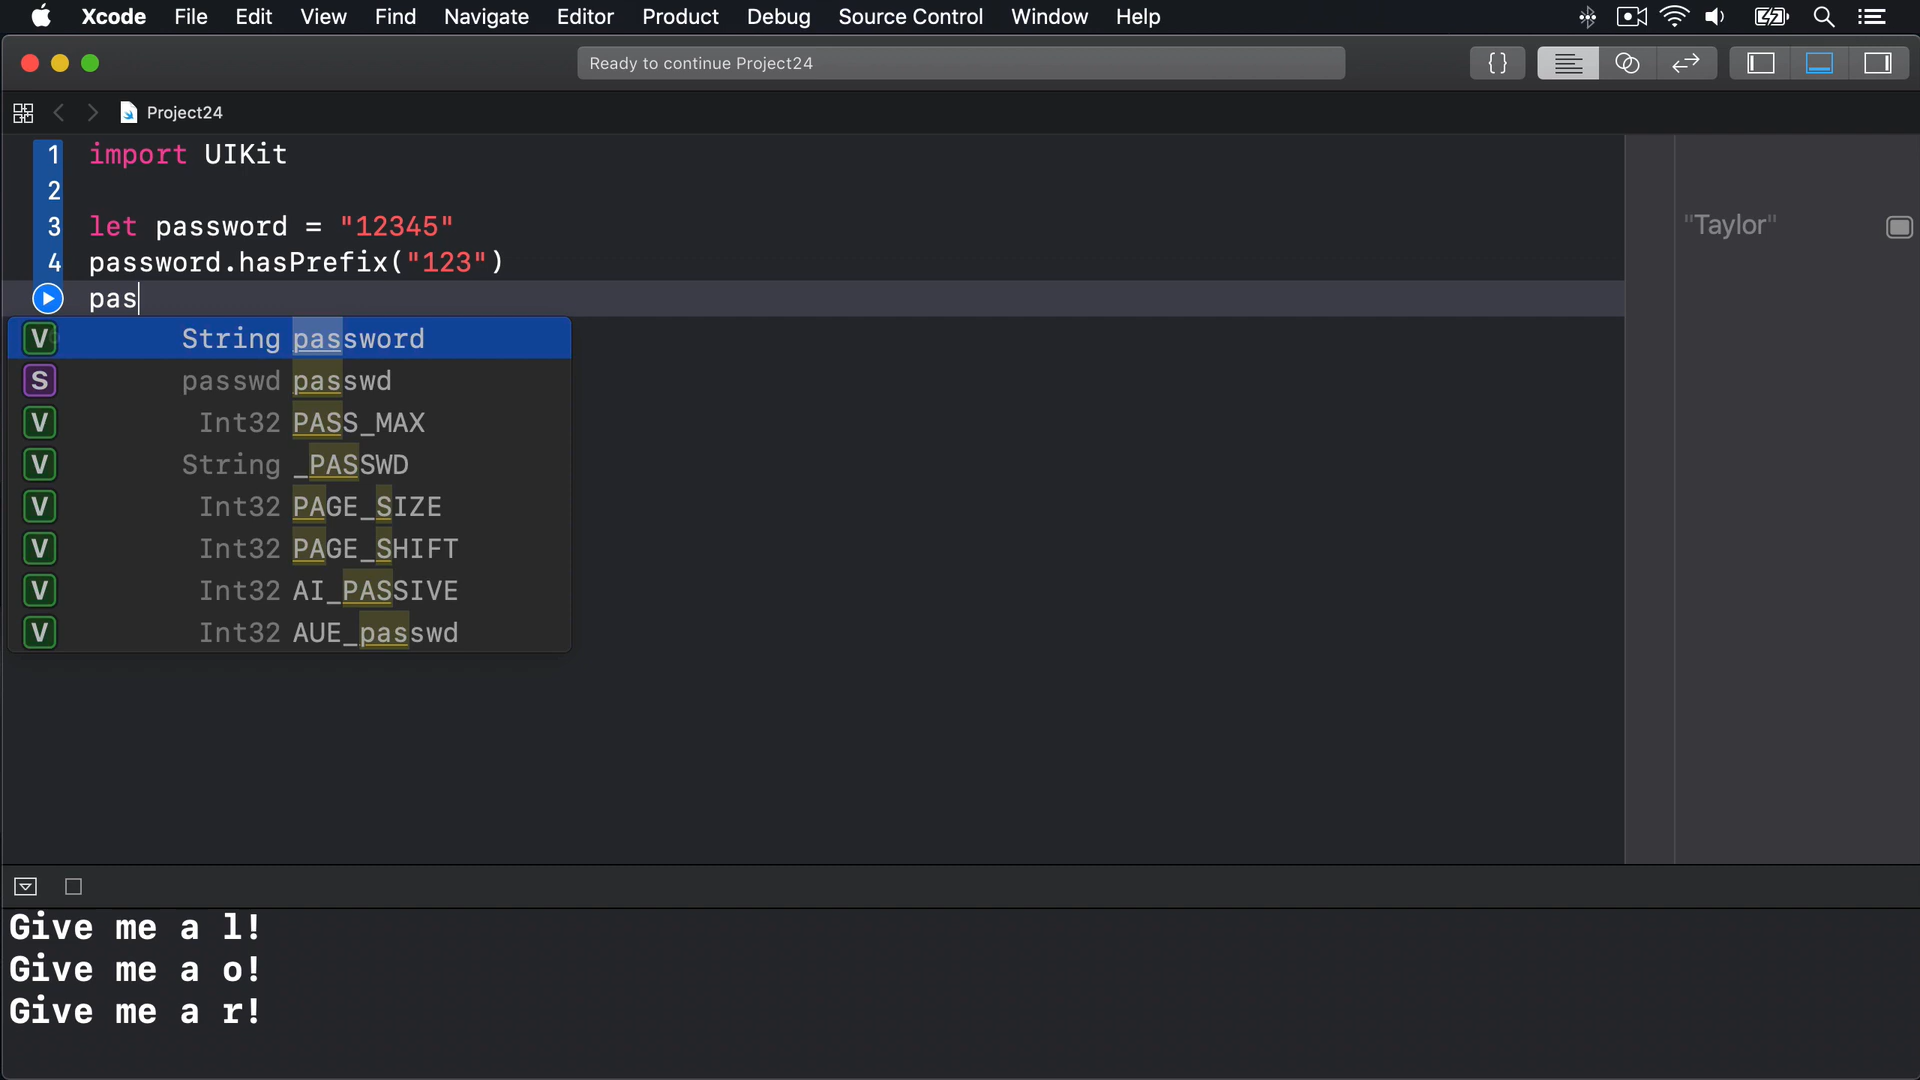 Xcode File Edit View Find Navigate Editor Product Debug Source Control Window Help
Ready to continue Project24
{ }
Project24
1 import UIKit
2
3 let password = "12345"
"Taylor"
4 password.hasPrefix("123")
pas
V String password
S passwd passwd
V Int32 PASS_MAX
V String _PASSWD
V Int32 PAGE_SIZE
V Int32 PAGE_SHIFT
V Int32 AI_PASSIVE
V Int32 AUE_passwd
Give me a l!
Give me a o!
Give me a r!